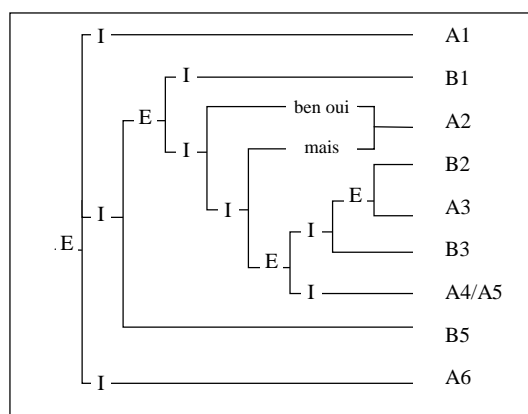 I A1
I B1
E ben oui A2
I mais
E B2
I A3
I B3
E
E I A4/A5
I B5
I A6